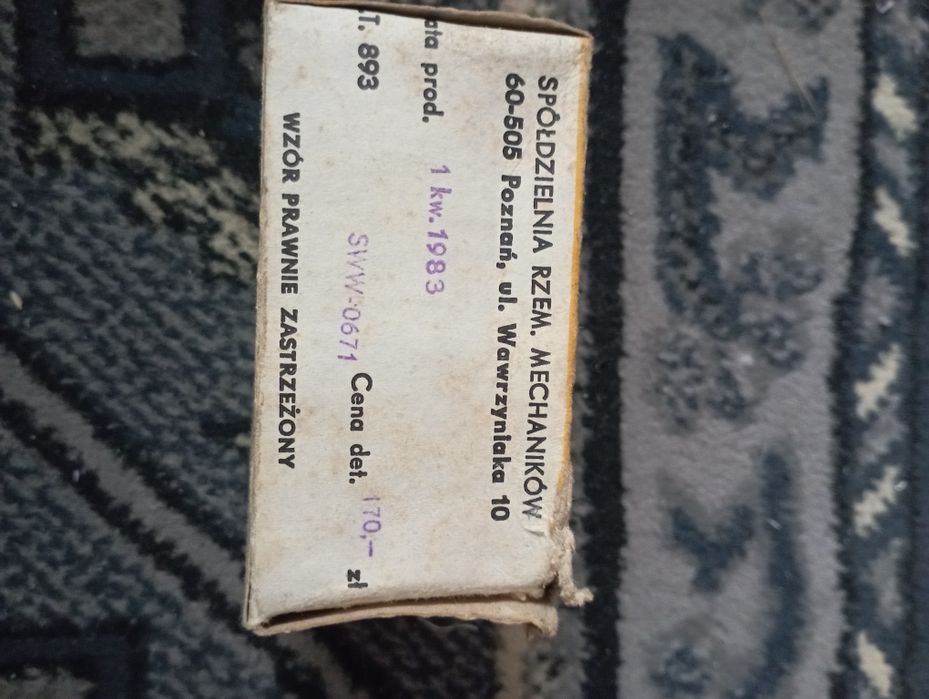 SPÓŁDZIELNIA RZEM. MECHANIKÓW
60-505 Poznań, ul. Wawrzyniaka 10
ata prod. 1 kw. 1983
.T. 893 SWW-0671 Cena det. 170,- zł
WZÓR PRAWNIE ZASTRZEŻONY